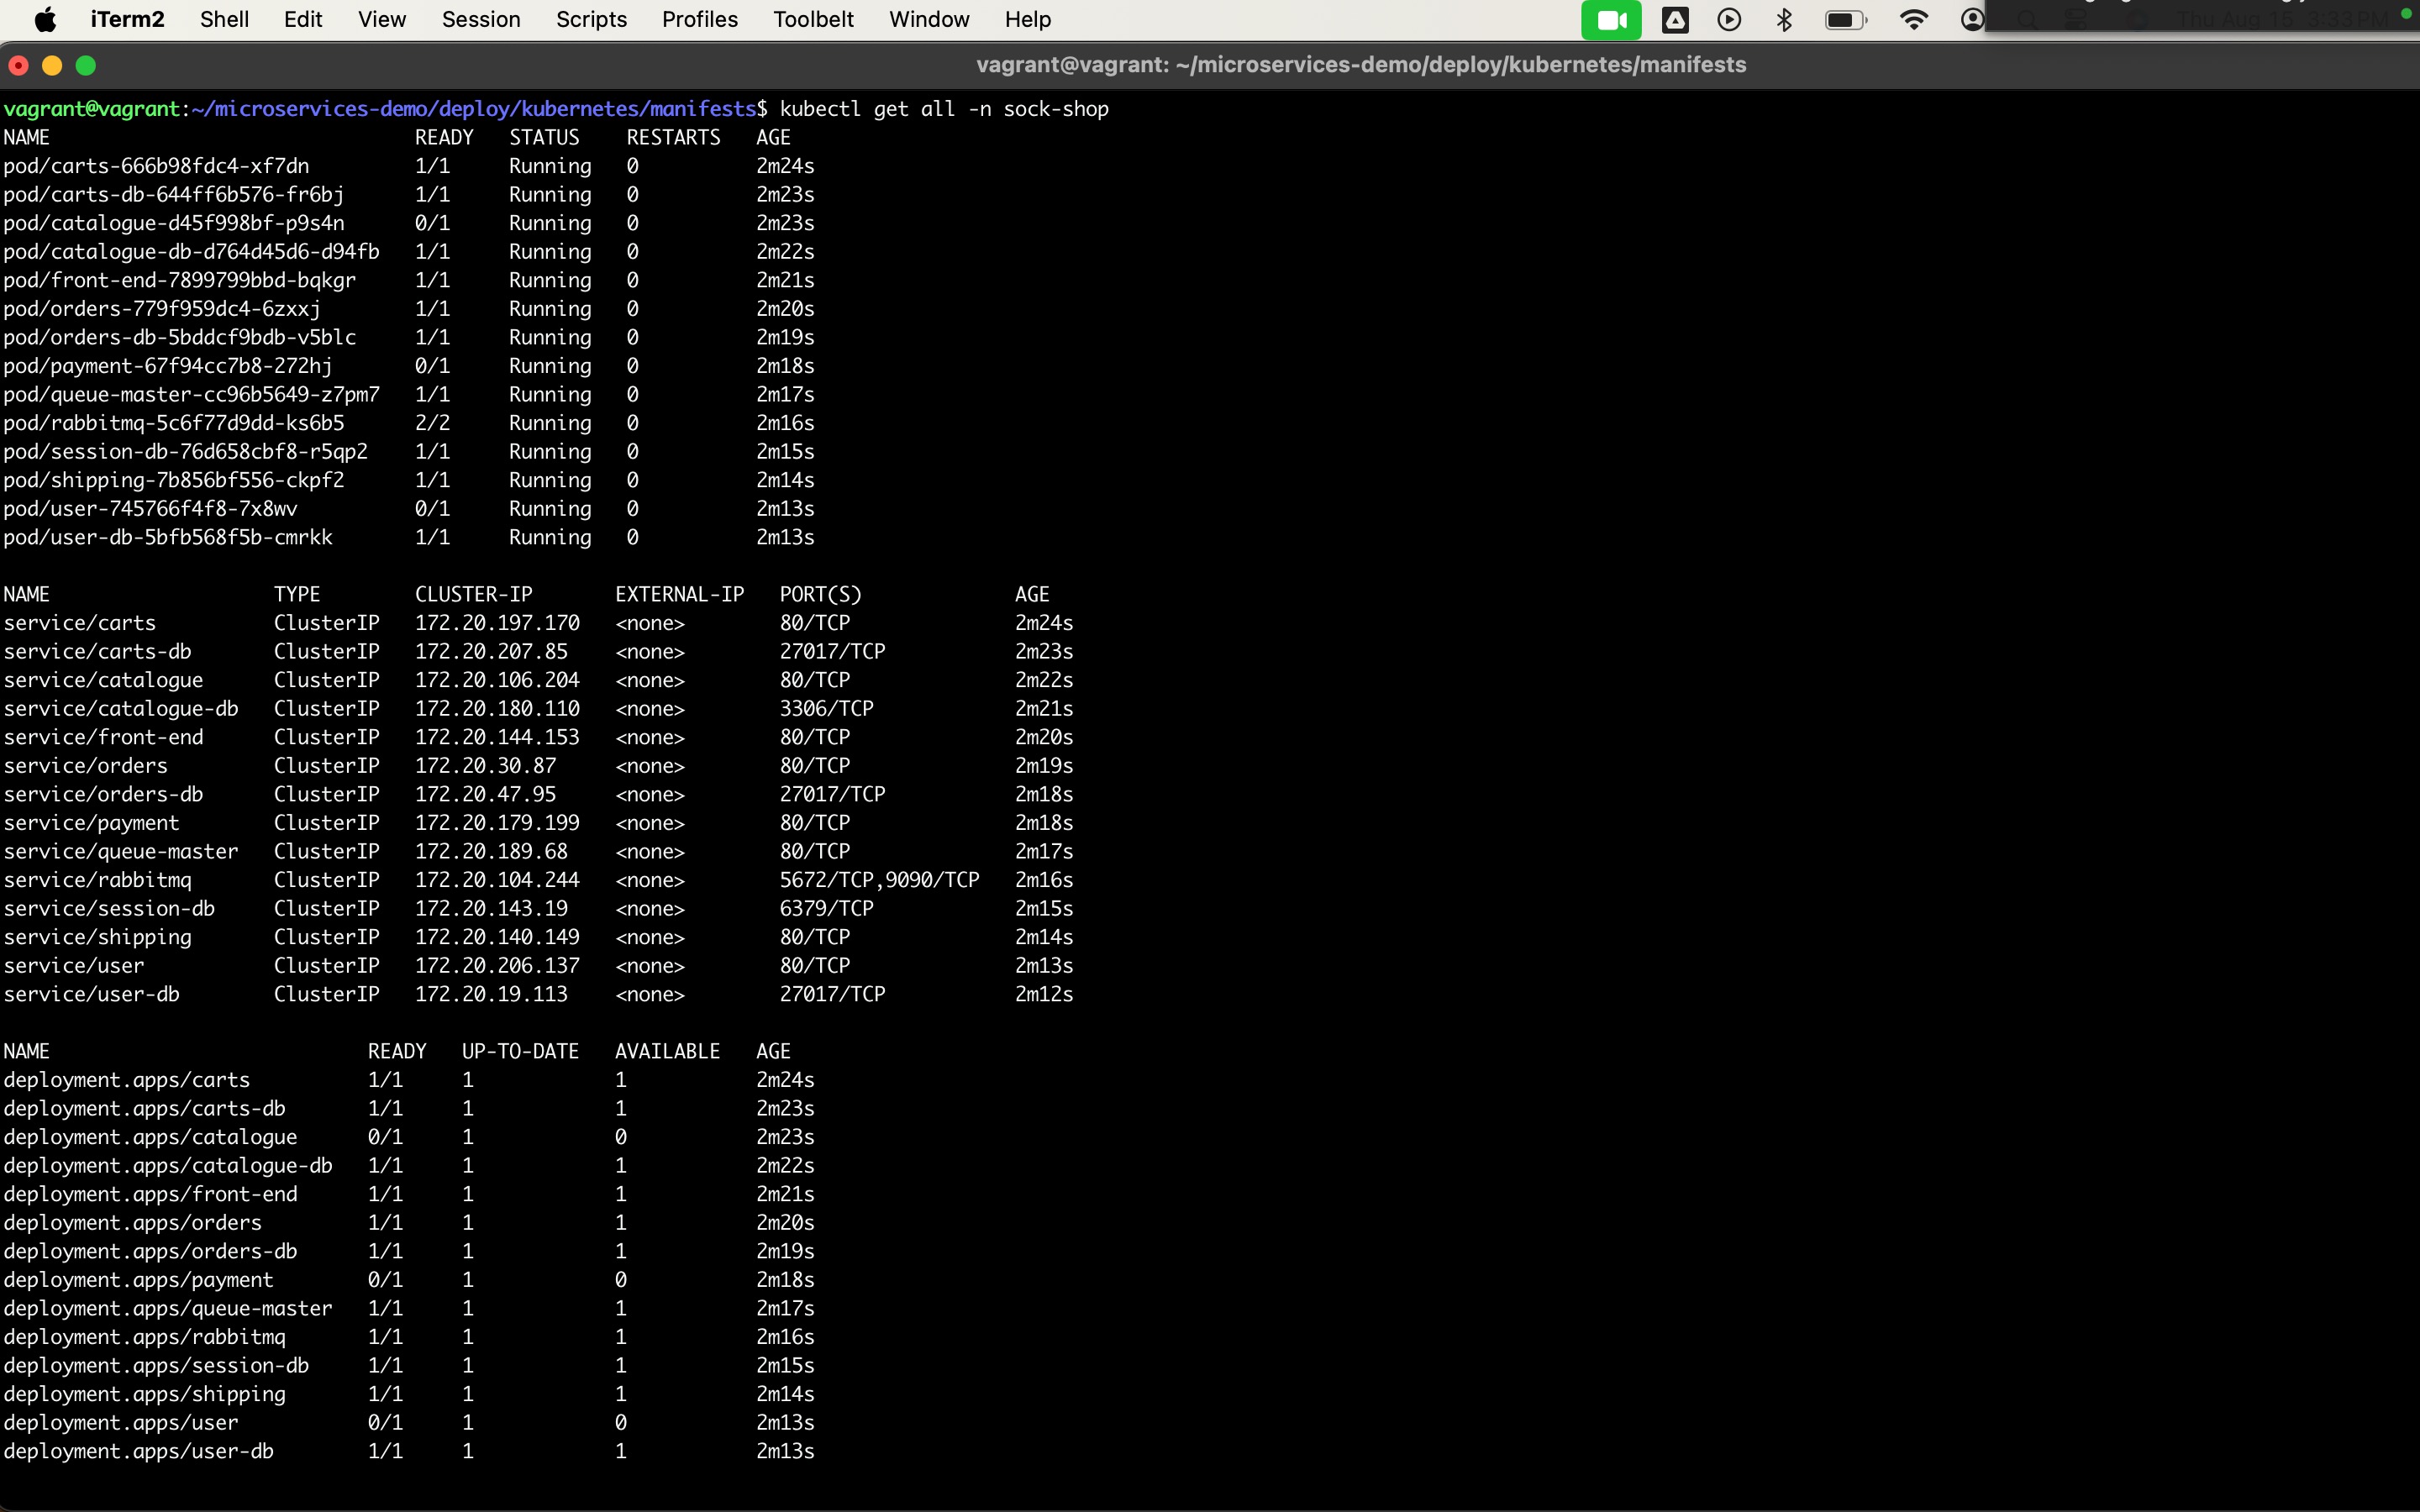 iTerm2 Shell Edit View Session Scripts Profiles Toolbelt Window Help Thu Aug 15 3:33 PM
vagrant@vagrant: ~/microservices-demo/deploy/kubernetes/manifests
vagrant@vagrant:~/microservices-demo/deploy/kubernetes/manifests$ kubectl get all -n sock-shop
NAME READY STATUS RESTARTS AGE
pod/carts-666b98fdc4-xf7dn 1/1 Running 0 2m24s
pod/carts-db-644ff6b576-fr6bj 1/1 Running 0 2m23s
pod/catalogue-d45f998bf-p9s4n 0/1 Running 0 2m23s
pod/catalogue-db-d764d45d6-d94fb 1/1 Running 0 2m22s
pod/front-end-7899799bbd-bqkgr 1/1 Running 0 2m21s
pod/orders-779f959dc4-6zxxj 1/1 Running 0 2m20s
pod/orders-db-5bddcf9bdb-v5blc 1/1 Running 0 2m19s
pod/payment-67f94cc7b8-272hj 0/1 Running 0 2m18s
pod/queue-master-cc96b5649-z7pm7 1/1 Running 0 2m17s
pod/rabbitmq-5c6f77d9dd-ks6b5 2/2 Running 0 2m16s
pod/session-db-76d658cbf8-r5qp2 1/1 Running 0 2m15s
pod/shipping-7b856bf556-ckpf2 1/1 Running 0 2m14s
pod/user-745766f4f8-7x8wv 0/1 Running 0 2m13s
pod/user-db-5bfb568f5b-cmrkk 1/1 Running 0 2m13s
NAME TYPE CLUSTER-IP EXTERNAL-IP PORT(S) AGE
service/carts ClusterIP 172.20.197.170 <none> 80/TCP 2m24s
service/carts-db ClusterIP 172.20.207.85 <none> 27017/TCP 2m23s
service/catalogue ClusterIP 172.20.106.204 <none> 80/TCP 2m22s
service/catalogue-db ClusterIP 172.20.180.110 <none> 3306/TCP 2m21s
service/front-end ClusterIP 172.20.144.153 <none> 80/TCP 2m20s
service/orders ClusterIP 172.20.30.87 <none> 80/TCP 2m19s
service/orders-db ClusterIP 172.20.47.95 <none> 27017/TCP 2m18s
service/payment ClusterIP 172.20.179.199 <none> 80/TCP 2m18s
service/queue-master ClusterIP 172.20.189.68 <none> 80/TCP 2m17s
service/rabbitmq ClusterIP 172.20.104.244 <none> 5672/TCP,9090/TCP 2m16s
service/session-db ClusterIP 172.20.143.19 <none> 6379/TCP 2m15s
service/shipping ClusterIP 172.20.140.149 <none> 80/TCP 2m14s
service/user ClusterIP 172.20.206.137 <none> 80/TCP 2m13s
service/user-db ClusterIP 172.20.19.113 <none> 27017/TCP 2m12s
NAME READY UP-TO-DATE AVAILABLE AGE
deployment.apps/carts 1/1 1 1 2m24s
deployment.apps/carts-db 1/1 1 1 2m23s
deployment.apps/catalogue 0/1 1 0 2m23s
deployment.apps/catalogue-db 1/1 1 1 2m22s
deployment.apps/front-end 1/1 1 1 2m21s
deployment.apps/orders 1/1 1 1 2m20s
deployment.apps/orders-db 1/1 1 1 2m19s
deployment.apps/payment 0/1 1 0 2m18s
deployment.apps/queue-master 1/1 1 1 2m17s
deployment.apps/rabbitmq 1/1 1 1 2m16s
deployment.apps/session-db 1/1 1 1 2m15s
deployment.apps/shipping 1/1 1 1 2m14s
deployment.apps/user 0/1 1 0 2m13s
deployment.apps/user-db 1/1 1 1 2m13s